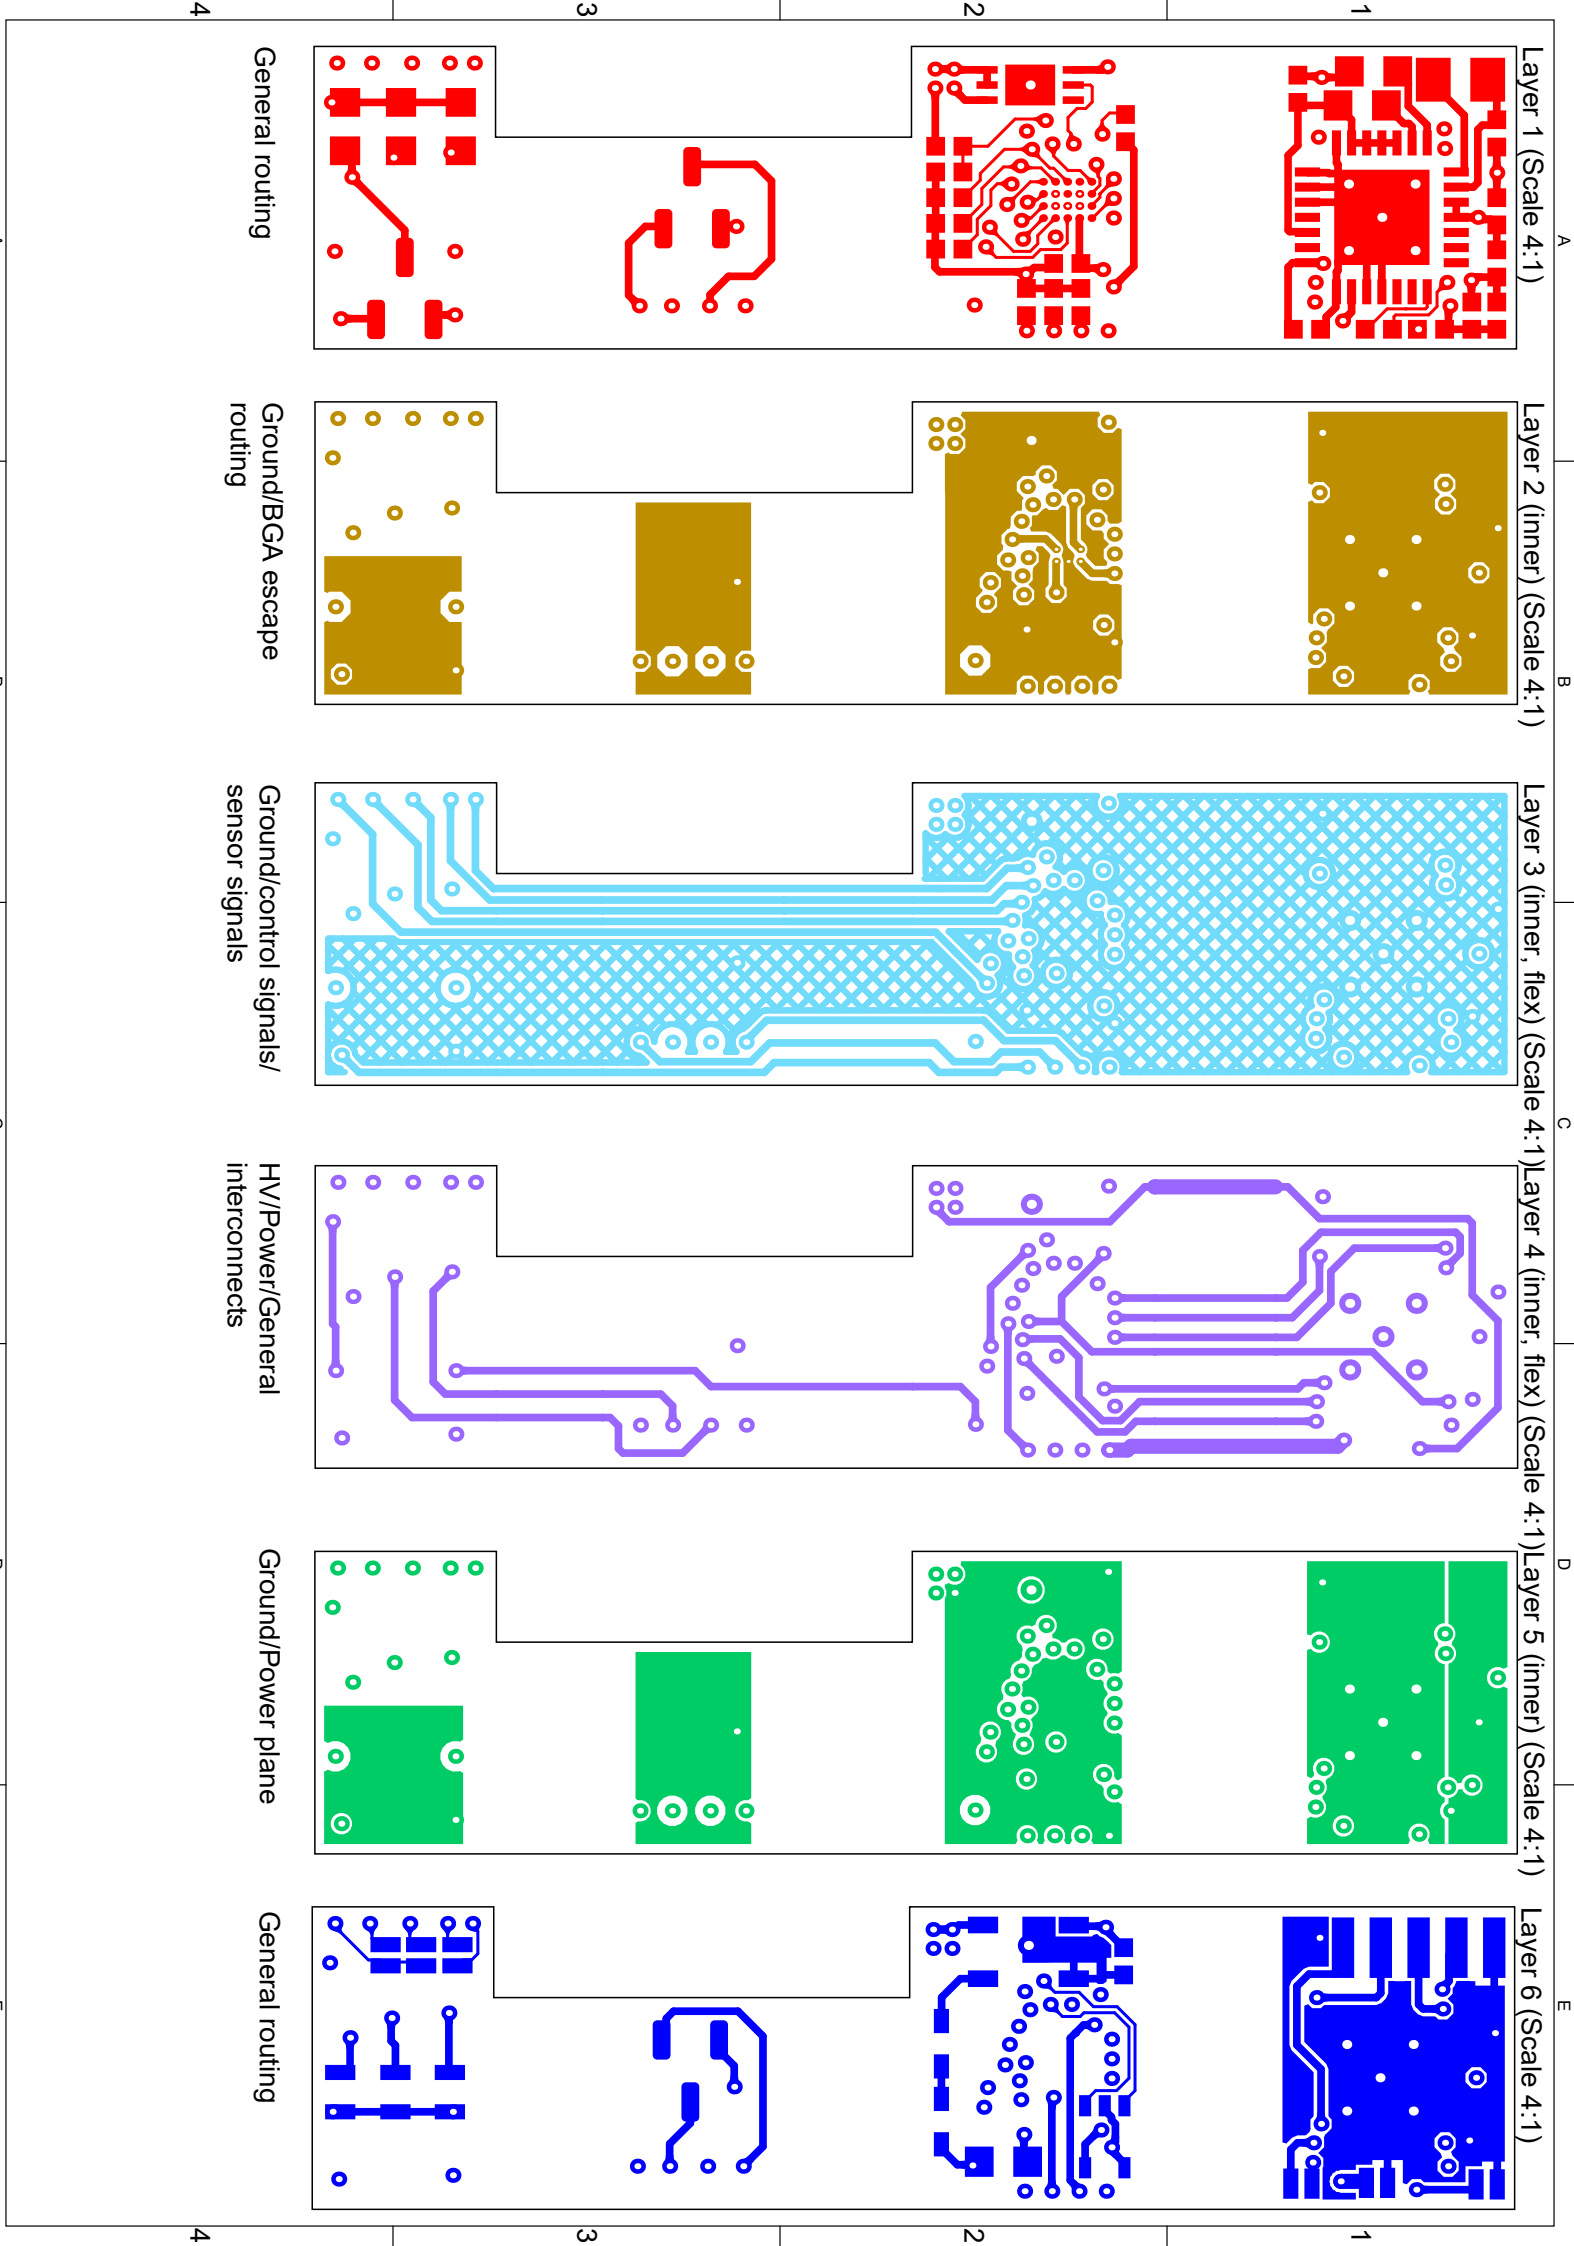 4
3
2
1
Layer 1 (Scale 4:1)
General routing
A
Layer 2 (inner) (Scale 4:1)
Ground/BGA escape
routing
B
Layer 3 (inner, flex) (Scale 4:1)
Ground/control signals/
sensor signals
C
Layer 4 (inner, flex) (Scale 4:1)
HV/Power/General
interconnects
Layer 5 (inner) (Scale 4:1)
Ground/Power plane
D
Layer 6 (Scale 4:1)
General routing
E
4
3
2
1